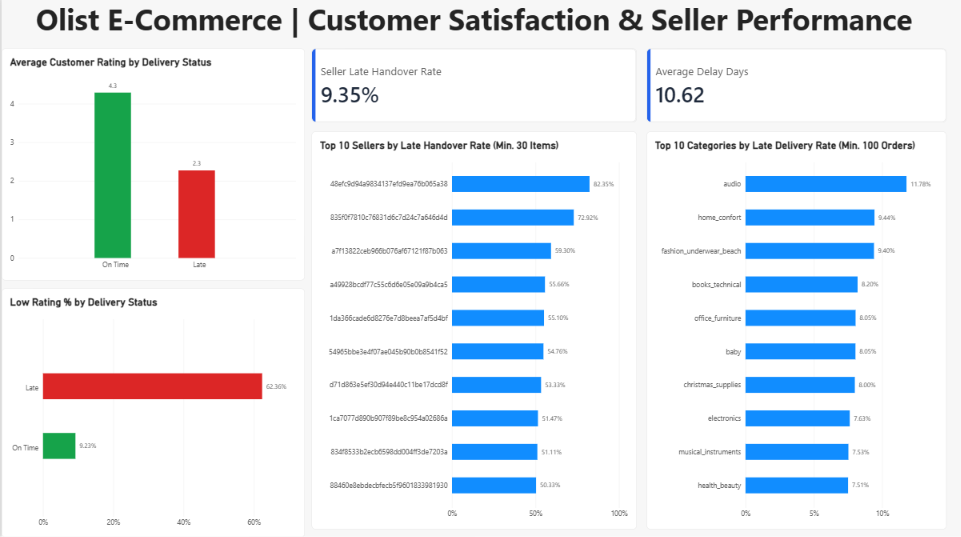 Olist E-Commerce | Customer Satisfaction & Seller Performance
Average Customer Rating by Delivery Status
4
3
2
1
0
4.3
2.3
On Time
Late
Low Rating % by Delivery Status
Late
62.36%
On Time
9.23%
0%
20%
40%
60%
Seller Late Handover Rate
9.35%
Average Delay Days
10.62
Top 10 Sellers by Late Handover Rate (Min. 30 Items)
48efc9d94a9834137efd9ea76b065a38
82.35%
835f0f7810c76831d6c7d24c7a646d4d
72.92%
a7f13822ceb966b076af67121f87b063
59.30%
a49928bcdf77c55c6d6e05e09a9b4ca5
55.66%
1da366cade6d8276e7d8beea7af5d4bf
55.10%
54965bbe3e4f07ae045b90b0b8541f52
54.76%
d71d863e5ef30d94e440c11be17dcd8f
53.33%
1ca7077d890b907f89be8c954a02686a
51.47%
834f8533b2ecb6598dd004ff3de7203a
51.11%
88460e8ebdecbfecb5f9601833981930
50.33%
0%
50%
100%
Top 10 Categories by Late Delivery Rate (Min. 100 Orders)
audio
11.78%
home_confort
9.44%
fashion_underwear_beach
9.40%
books_technical
8.20%
office_furniture
8.05%
baby
8.05%
christmas_supplies
8.00%
electronics
7.63%
musical_instruments
7.53%
health_beauty
7.51%
0%
5%
10%